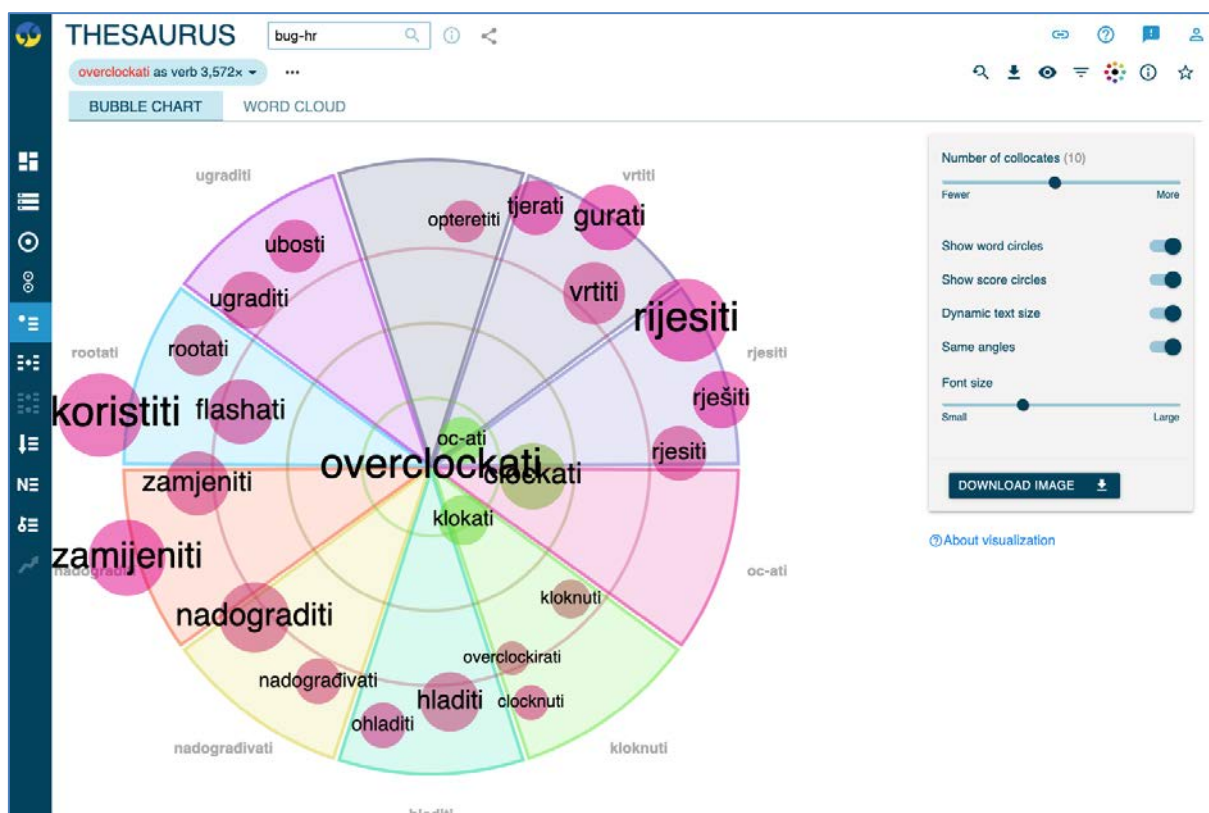 THESAURUS
bug-hr
overclockati as verb 3,572x
BUBBLE CHART
WORD CLOUD
ugraditi
vrtiti
tjerati
gurati
opteretiti
ubosti
ugraditi
vrtiti
rijesiti
rootati
rootati
rjesiti
koristiti
flashati
rješiti
oc-ati
overclockati
clockati
rjesiti
zamjeniti
klokati
zamijeniti
oc-ati
kloknuti
nadograditi
overclockirati
nadograđivati
hladiti
clocknuti
ohladiti
nadograđivati
kloknuti
Number of collocates (10)
Fewer
More
Show word circles
Show score circles
Dynamic text size
Same angles
Font size
Small
Large
DOWNLOAD IMAGE
About visualization